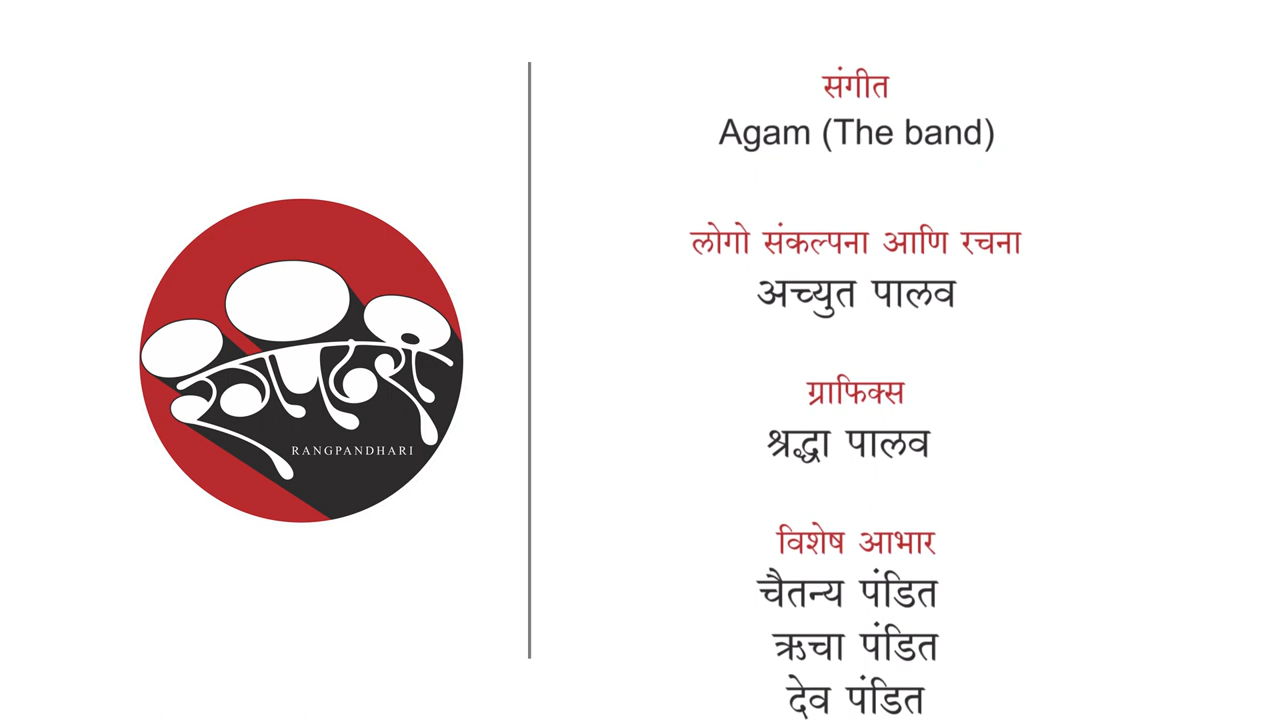 रंगपंढरी
RANGPANDHARI
संगीत
Agam (The band)
लोगो संकल्पना आणि रचना
अच्युत पालव
ग्राफिक्स
श्रद्धा पालव
विशेष आभार
चैतन्य पंडित
ऋचा पंडित
देव पंडित